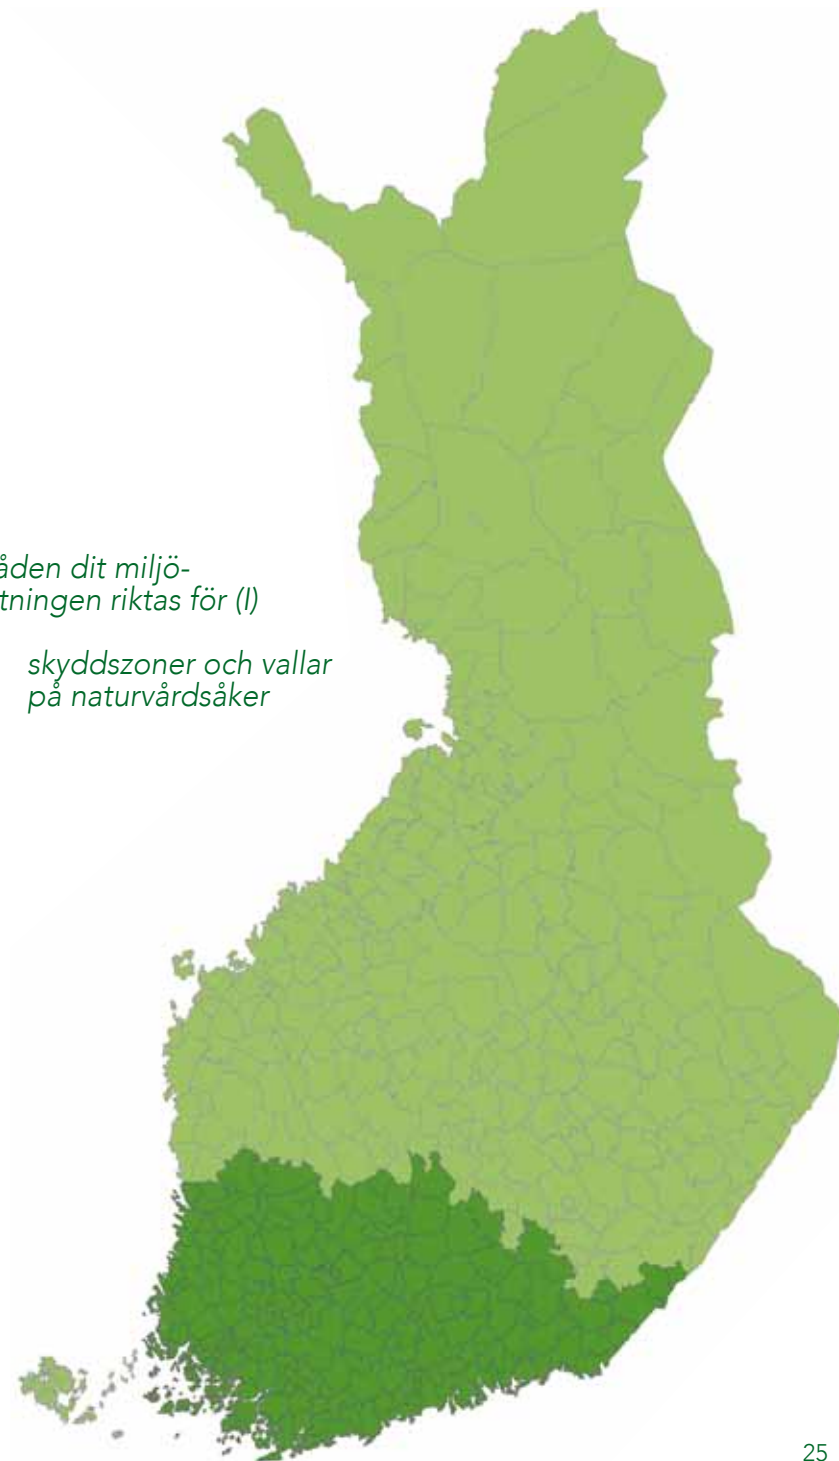 åden dit miljö-
tningen riktas för (I)
skyddszoner och vallar
på naturvårdsåker
25